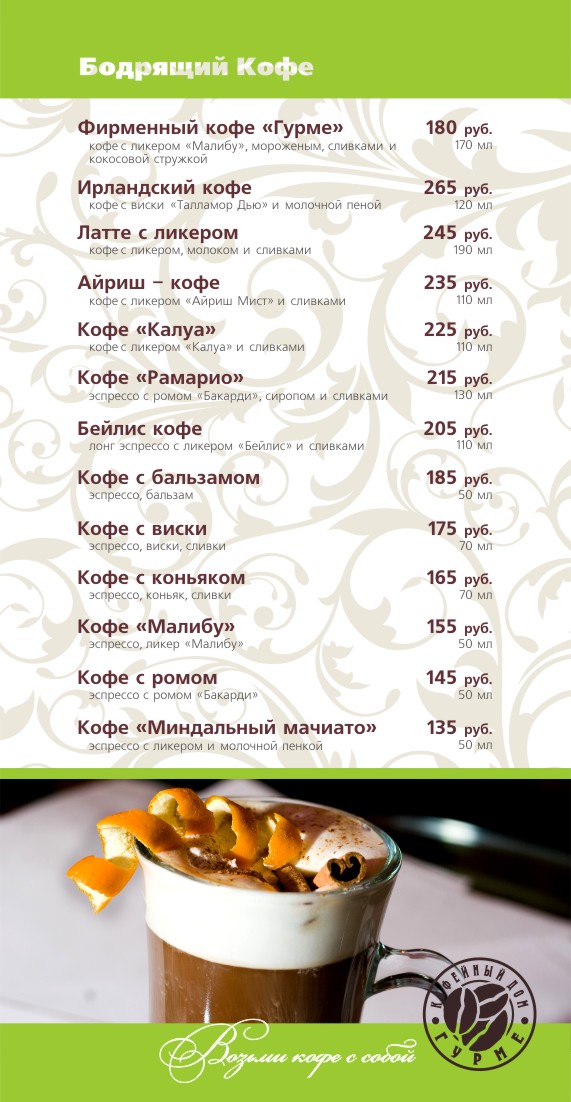 Бодрящий Кофе
Фирменный кофе «Гурме» 180 руб.
кофе с ликером «Малибу», мороженым, сливками и 170 мл
кокосовой стружкой
Ирландский кофе 265 руб.
кофе с виски «Талламор Дью» и молочной пеной 120 мл
Латте с ликером 245 руб.
кофе с ликером, молоком и сливками 190 мл
Айриш – кофе 235 руб.
кофе с ликером «Айриш Мист» и сливками 110 мл
Кофе «Калуа» 225 руб.
кофе с ликером «Калуа» и сливками 110 мл
Кофе «Рамарио» 215 руб.
эспрессо с ромом «Бакарди», сиропом и сливками 130 мл
Бейлис кофе 205 руб.
лонг эспрессо с ликером «Бейлис» и сливками 110 мл
Кофе с бальзамом 185 руб.
эспрессо, бальзам 50 мл
Кофе с виски 175 руб.
эспрессо, виски, сливки 70 мл
Кофе с коньяком 165 руб.
эспрессо, коньяк, сливки 70 мл
Кофе «Малибу» 155 руб.
эспрессо, ликер «Малибу» 50 мл
Кофе с ромом 145 руб.
эспрессо с ромом «Бакарди» 50 мл
Кофе «Миндальный мачиато» 135 руб.
эспрессо с ликером и молочной пенкой 50 мл
КОФЕЙНЫЙ ДОМ
ГУРМЕ
Возьми кофе с собой